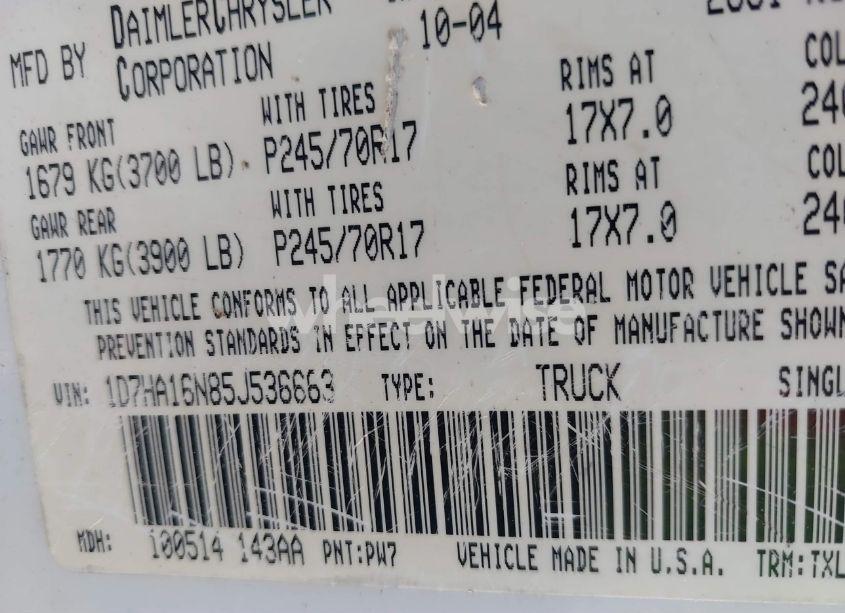 MFD BY DAIMLERCHRYSLER
CORPORATION
10-04
GAWR FRONT WITH TIRES RIMS AT COL
1679 KG(3700 LB) P245/70R17 17X7.0 240
GAWR REAR WITH TIRES RIMS AT COL
1770 KG(3900 LB) P245/70R17 17X7.0 240
THIS VEHICLE CONFORMS TO ALL APPLICABLE FEDERAL MOTOR VEHICLE SA
PREVENTION STANDARDS IN EFFECT ON THE DATE OF MANUFACTURE SHOWN
wheelwise
VIN: 1D7HA16N85J536663 TYPE: TRUCK SINGL
MDH: 100514 143AA PNT:PW7 VEHICLE MADE IN U.S.A. TRM:TXL